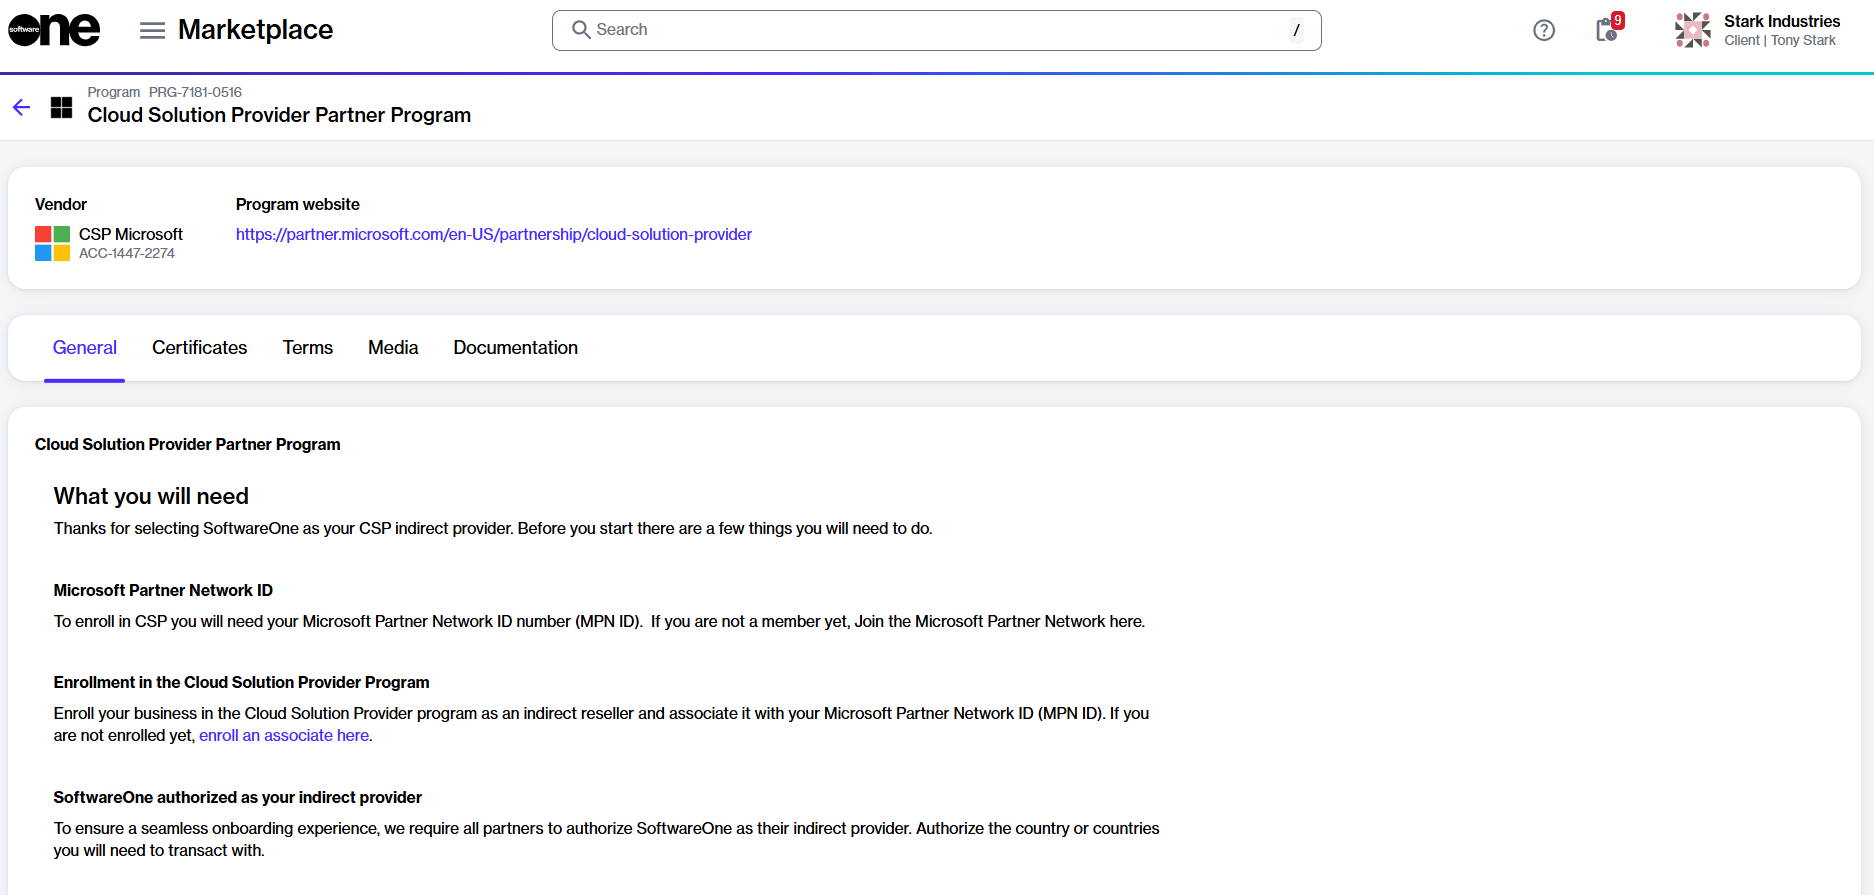 software one
Marketplace
Search
/
9
Stark Industries
Client | Tony Stark
Program PRG-7181-0516
Cloud Solution Provider Partner Program
Vendor
Program website
CSP Microsoft
ACC-1447-2274
https://partner.microsoft.com/en-US/partnership/cloud-solution-provider
General
Certificates
Terms
Media
Documentation
Cloud Solution Provider Partner Program
What you will need
Thanks for selecting SoftwareOne as your CSP indirect provider. Before you start there are a few things you will need to do.
Microsoft Partner Network ID
To enroll in CSP you will need your Microsoft Partner Network ID number (MPN ID).  If you are not a member yet, Join the Microsoft Partner Network here.
Enrollment in the Cloud Solution Provider Program
Enroll your business in the Cloud Solution Provider program as an indirect reseller and associate it with your Microsoft Partner Network ID (MPN ID). If you
are not enrolled yet, enroll an associate here.
SoftwareOne authorized as your indirect provider
To ensure a seamless onboarding experience, we require all partners to authorize SoftwareOne as their indirect provider. Authorize the country or countries
you will need to transact with.